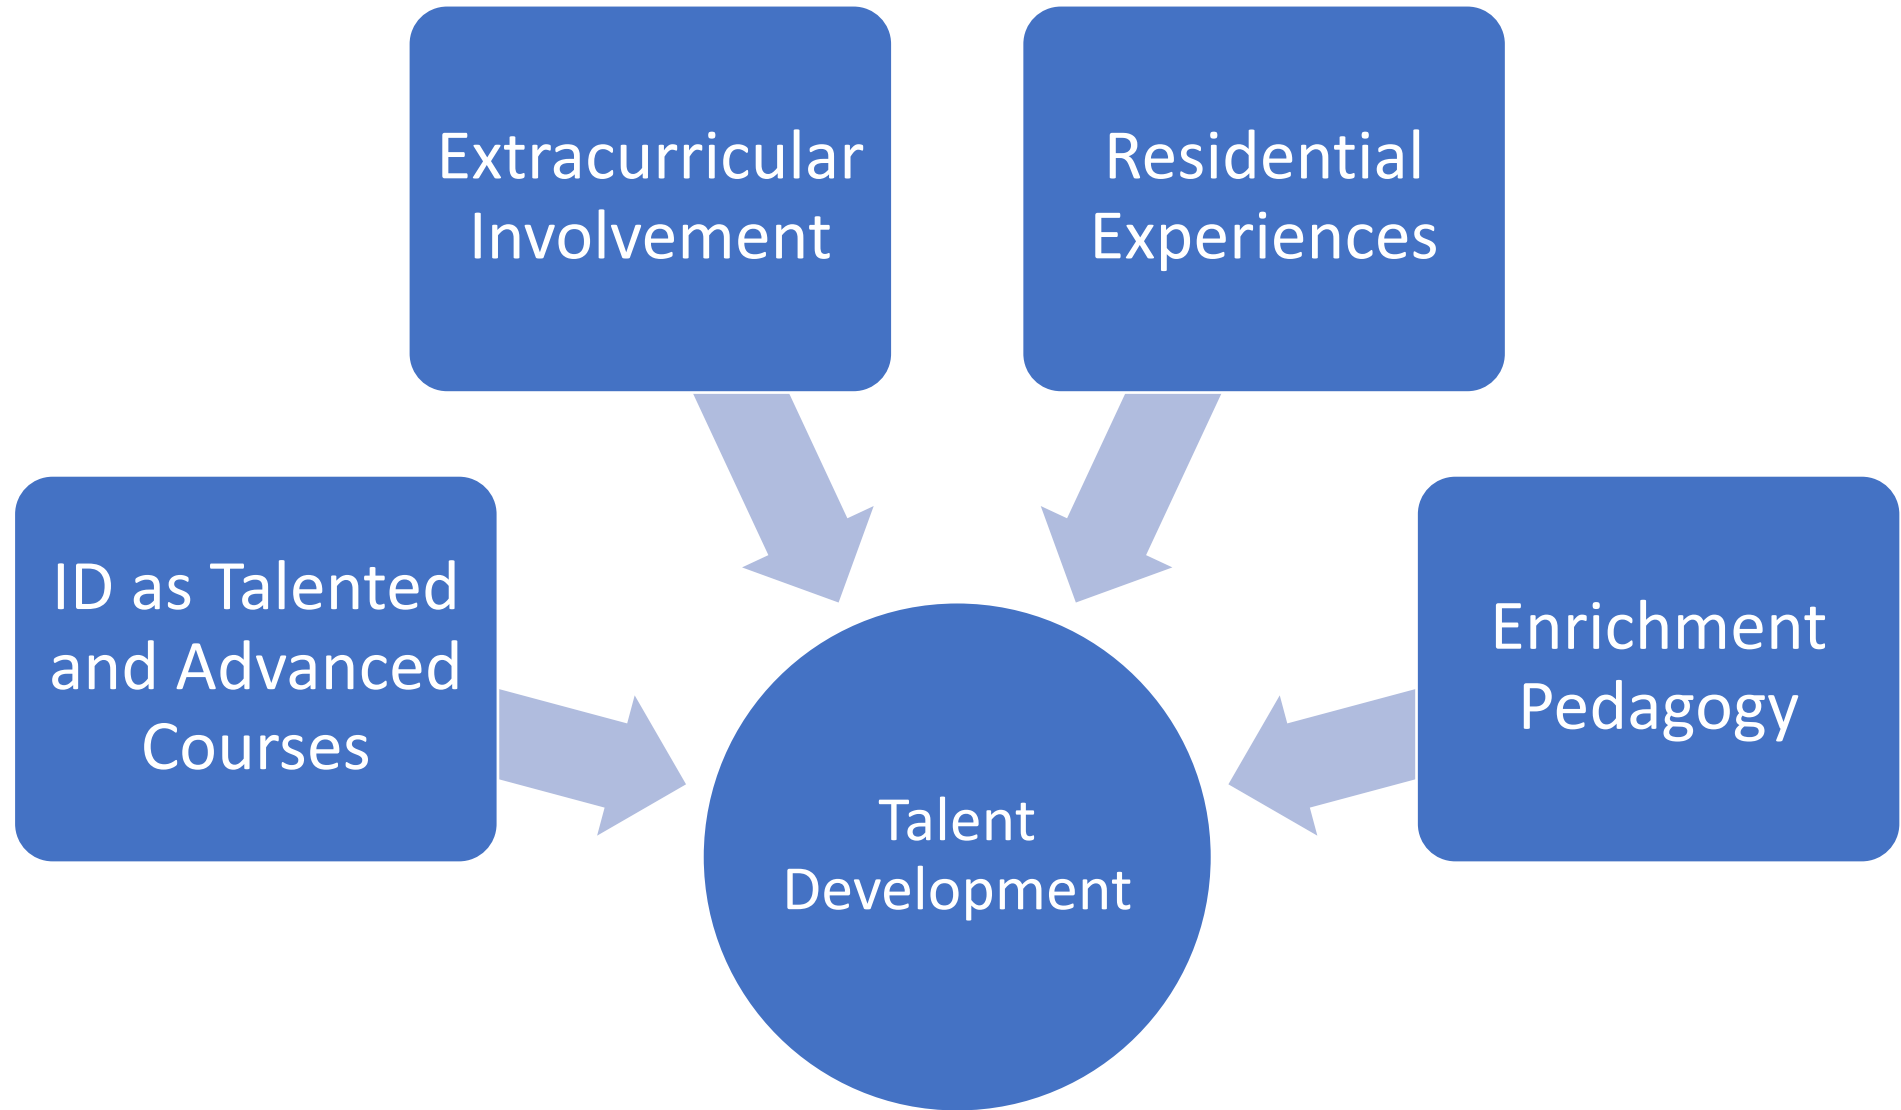 Extracurricular
Involvement
Residential
Experiences
ID as Talented
and Advanced
Courses
Enrichment
Pedagogy
Talent
Development